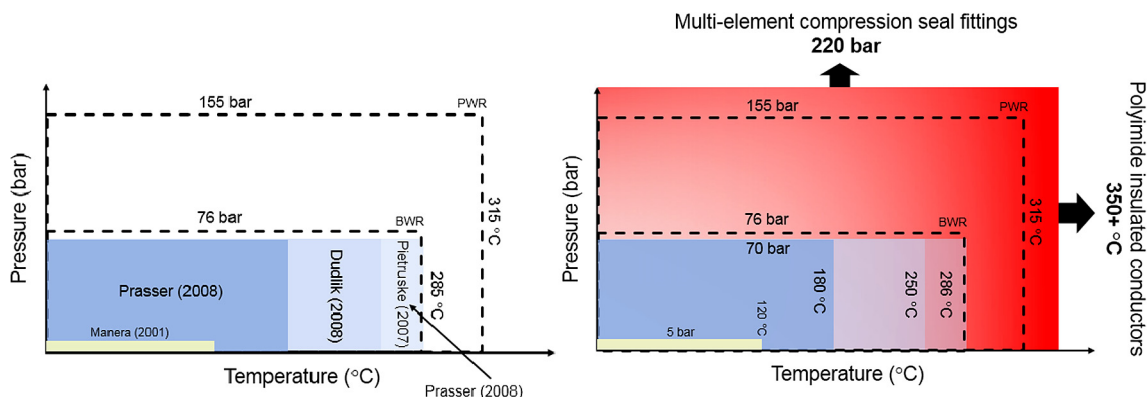 155 bar
PWR
76 bar
BWR
315 °C
285 °C
Prasser (2008)
Dudlik (2008)
Pietruske (2007)
Manera (2001)
Pressure (bar)
Temperature (°C)
Prasser (2008)
Multi-element compression seal fittings
220 bar
155 bar
PWR
76 bar
BWR
70 bar
315 °C
180 °C
250 °C
286 °C
120 °C
5 bar
Pressure (bar)
Temperature (°C)
Polyimide insulated conductors
350+ °C